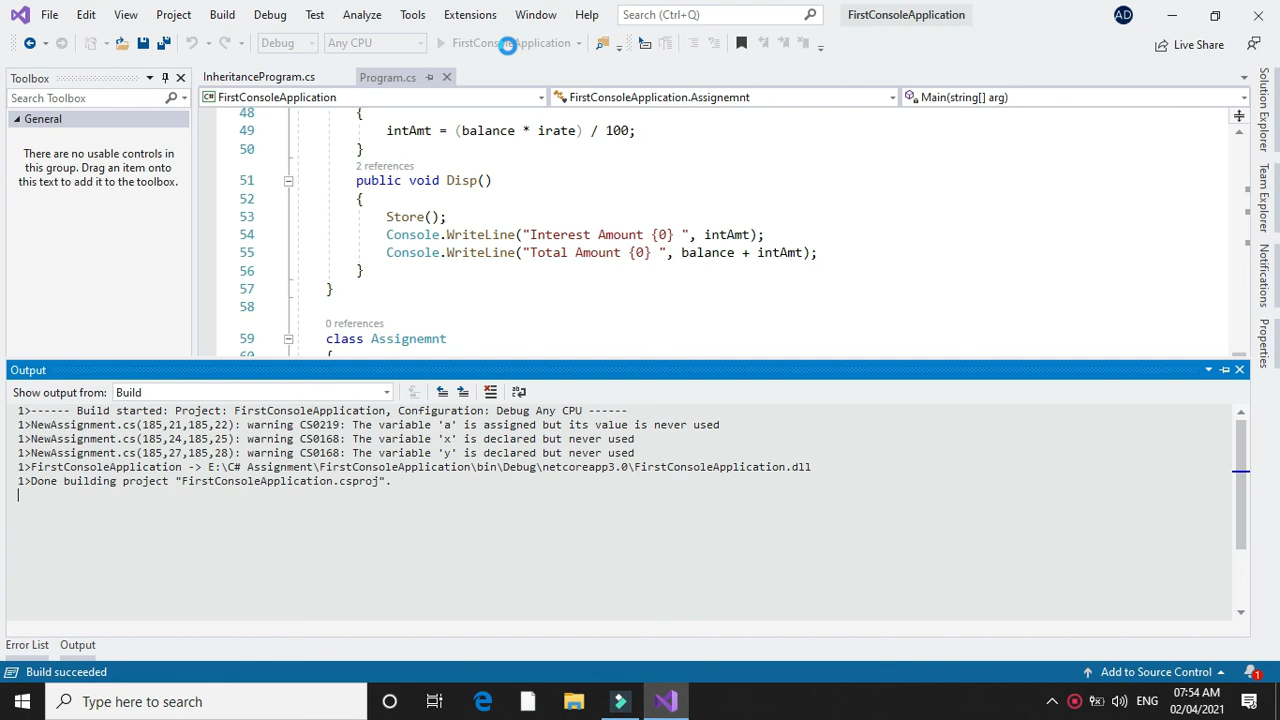 File Edit View Project Build Debug Test Analyze Tools Extensions Window Help Search (Ctrl+Q) FirstConsoleApplication AD
Debug Any CPU FirstConsoleApplication Live Share
Toolbox
Search Toolbox
General
There are no usable controls in
this group. Drag an item onto
this text to add it to the toolbox.
InheritanceProgram.cs Program.cs
FirstConsoleApplication FirstConsoleApplication.Assignemnt Main(string[] arg)
48 {
49 intAmt = (balance * irate) / 100;
50 }
2 references
51 public void Disp()
52 {
53 Store();
54 Console.WriteLine("Interest Amount {0} ", intAmt);
55 Console.WriteLine("Total Amount {0} ", balance + intAmt);
56 }
57 }
58
0 references
59 class Assignemnt
60 {
Solution Explorer
Team Explorer
Notifications
Properties
Output
Show output from: Build
1>------ Build started: Project: FirstConsoleApplication, Configuration: Debug Any CPU ------
1>NewAssignment.cs(185,21,185,22): warning CS0219: The variable 'a' is assigned but its value is never used
1>NewAssignment.cs(185,24,185,25): warning CS0168: The variable 'x' is declared but never used
1>NewAssignment.cs(185,27,185,28): warning CS0168: The variable 'y' is declared but never used
1>FirstConsoleApplication -> E:\C# Assignment\FirstConsoleApplication\bin\Debug\netcoreapp3.0\FirstConsoleApplication.dll
1>Done building project "FirstConsoleApplication.csproj".
Error List Output
Build succeeded Add to Source Control 1
Type here to search ENG 07:54 AM
02/04/2021